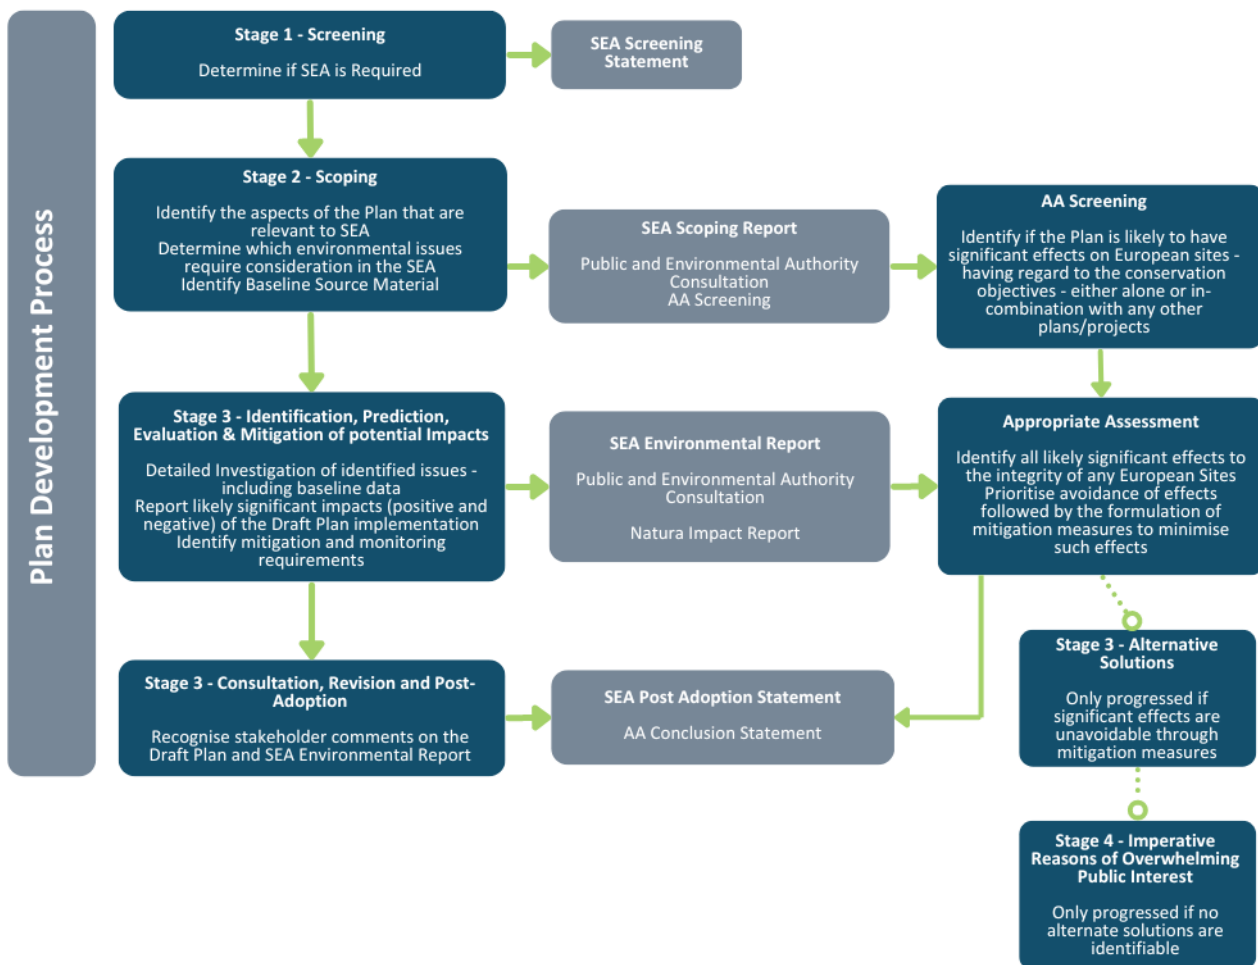 Plan Development Process
Stage 1 - Screening
Determine if SEA is Required
SEA Screening
Statement
Stage 2 - Scoping
Identify the aspects of the Plan that are
relevant to SEA
Determine which environmental issues
require consideration in the SEA
Identify Baseline Source Material
SEA Scoping Report
Public and Environmental Authority
Consultation
AA Screening
AA Screening
Identify if the Plan is likely to have
significant effects on European sites -
having regard to the conservation
objectives - either alone or in-
combination with any other
plans/projects
Stage 3 - Identification, Prediction,
Evaluation & Mitigation of potential Impacts
Detailed Investigation of identified issues -
including baseline data
Report likely significant impacts (positive and
negative) of the Draft Plan implementation
Identify mitigation and monitoring
requirements
SEA Environmental Report
Public and Environmental Authority
Consultation
Natura Impact Report
Appropriate Assessment
Identify all likely significant effects to
the integrity of any European Sites
Prioritise avoidance of effects
followed by the formulation of
mitigation measures to minimise
such effects
Stage 3 - Consultation, Revision and Post-
Adoption
Recognise stakeholder comments on the
Draft Plan and SEA Environmental Report
SEA Post Adoption Statement
AA Conclusion Statement
Stage 3 - Alternative
Solutions
Only progressed if
significant effects are
unavoidable through
mitigation measures
Stage 4 - Imperative
Reasons of Overwhelming
Public Interest
Only progressed if no
alternate solutions are
identifiable